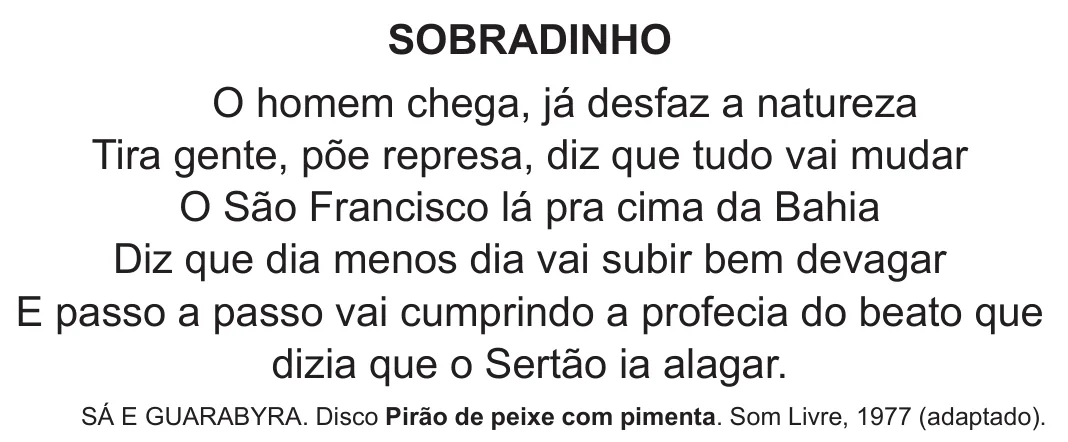 SOBRADINHO
O homem chega, já desfaz a natureza
Tira gente, põe represa, diz que tudo vai mudar
O São Francisco lá pra cima da Bahia
Diz que dia menos dia vai subir bem devagar
E passo a passo vai cumprindo a profecia do beato que
dizia que o Sertão ia alagar.
SÁ E GUARABYRA. Disco Pirão de peixe com pimenta. Som Livre, 1977 (adaptado).